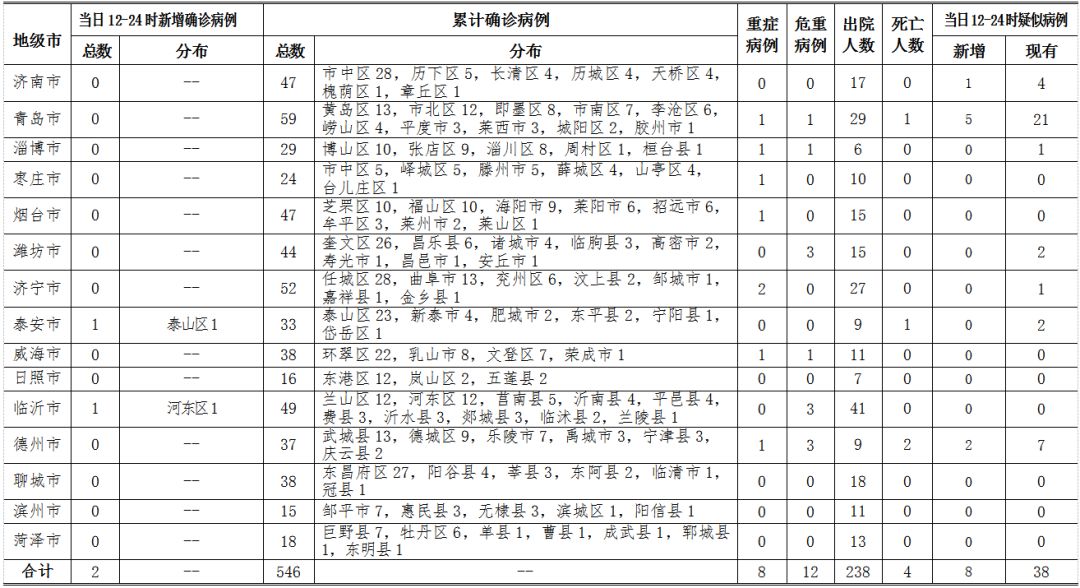 地级市 当日12-24时新增确诊病例 累计确诊病例 重症病例 危重病例 出院人数 死亡人数 当日12-24时疑似病例
总数 分布 总数 分布 新增 现有
济南市 0 -- 47 市中区28，历下区5，长清区4，历城区4，天桥区4， 0 0 17 0 1 4
槐荫区1，章丘区1
青岛市 0 -- 59 黄岛区13，市北区12，即墨区8，市南区7，李沧区6， 1 1 29 1 5 21
崂山区4，平度市3，莱西市3，城阳区2，胶州市1
淄博市 0 -- 29 博山区10，张店区9，淄川区8，周村区1，桓台县1 1 1 6 0 0 1
枣庄市 0 -- 24 市中区5，峄城区5，滕州市5，薛城区4，山亭区4， 1 0 10 0 0 0
台儿庄区1
烟台市 0 -- 47 芝罘区10，福山区10，海阳市9，莱阳市6，招远市6， 1 0 15 0 0 0
牟平区3，莱州市2，莱山区1
潍坊市 0 -- 44 奎文区26，昌乐县6，诸城市4，临朐县3，高密市2， 0 3 15 0 0 2
寿光市1，昌邑市1，安丘市1
济宁市 0 -- 52 任城区28，曲阜市13，兖州区6，汶上县2，邹城市1， 2 0 27 0 0 1
嘉祥县1，金乡县1
泰安市 1 泰山区1 33 泰山区23，新泰市4，肥城市2，东平县2，宁阳县1， 0 0 9 1 0 2
岱岳区1
威海市 0 -- 38 环翠区22，乳山市8，文登区7，荣成市1 1 1 11 0 0 0
日照市 0 -- 16 东港区12，岚山区2，五莲县2 0 0 7 0 0 0
临沂市 1 河东区1 49 兰山区12，河东区12，莒南县5，沂南县4，平邑县4， 0 3 41 0 0 0
费县3，沂水县3，郯城县3，临沭县2，兰陵县1
德州市 0 -- 37 武城县13，德城区9，乐陵市7，禹城市3，宁津县3， 1 3 9 2 2 7
庆云县2
聊城市 0 -- 38 东昌府区27，阳谷县4，莘县3，东阿县2，临清市1， 0 0 18 0 0 0
冠县1
滨州市 0 -- 15 邹平市7，惠民县3，无棣县3，滨城区1，阳信县1 0 0 11 0 0 0
菏泽市 0 -- 18 巨野县7，牡丹区6，单县1，曹县1，成武县1，郓城县 0 0 13 0 0 0
1，东明县1
合计 2 -- 546 -- 8 12 238 4 8 38